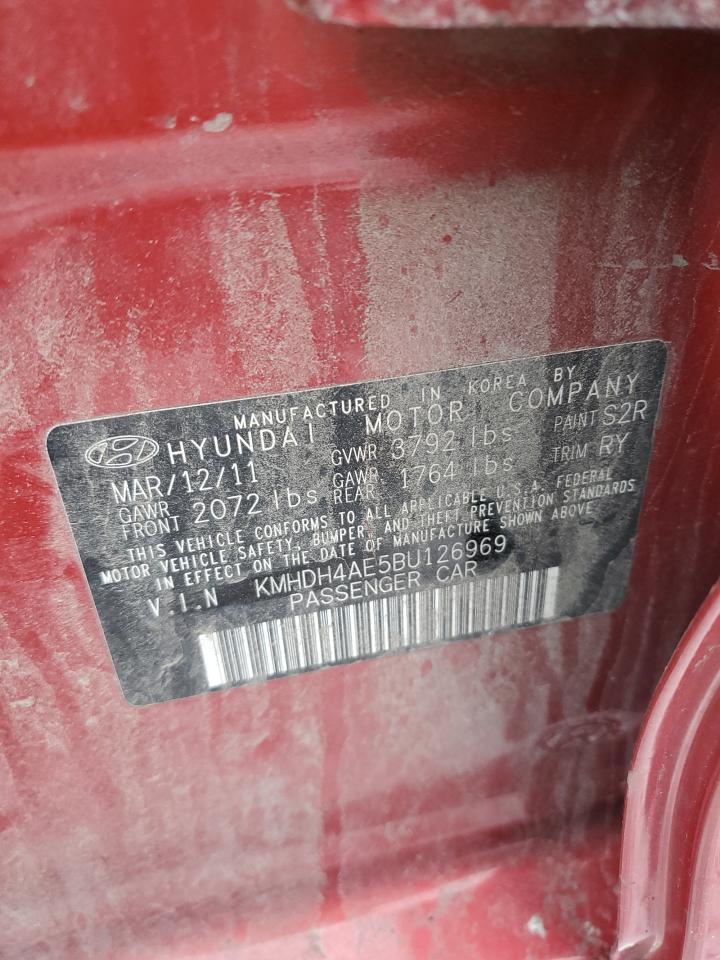 MANUFACTURED IN KOREA BY
HYUNDAI MOTOR COMPANY
MAR/12/11 GVWR 3792 lbs PAINT S2R
GAWR FRONT 2072 lbs GAWR REAR 1764 lbs TRIM RY
THIS VEHICLE CONFORMS TO ALL APPLICABLE U.S.A. FEDERAL
MOTOR VEHICLE SAFETY, BUMPER, AND THEFT PREVENTION STANDARDS
IN EFFECT ON THE DATE OF MANUFACTURE SHOWN ABOVE
V.I.N KMHDH4AE5BU126969
PASSENGER CAR